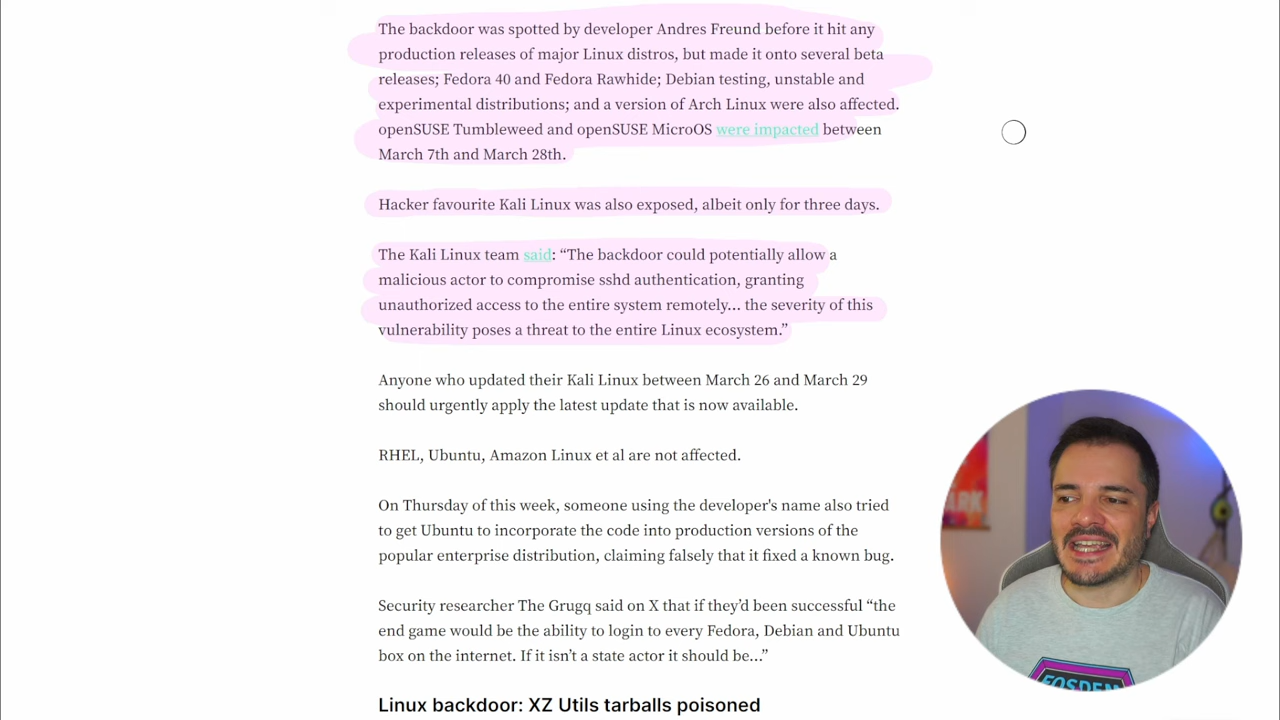 The backdoor was spotted by developer Andres Freund before it hit any
production releases of major Linux distros, but made it onto several beta
releases; Fedora 40 and Fedora Rawhide; Debian testing, unstable and
experimental distributions; and a version of Arch Linux were also affected.
openSUSE Tumbleweed and openSUSE MicroOS were impacted between
March 7th and March 28th.
Hacker favourite Kali Linux was also exposed, albeit only for three days.
The Kali Linux team said: “The backdoor could potentially allow a
malicious actor to compromise sshd authentication, granting
unauthorized access to the entire system remotely… the severity of this
vulnerability poses a threat to the entire Linux ecosystem.”
Anyone who updated their Kali Linux between March 26 and March 29
should urgently apply the latest update that is now available.
RHEL, Ubuntu, Amazon Linux et al are not affected.
On Thursday of this week, someone using the developer's name also tried
to get Ubuntu to incorporate the code into production versions of the
popular enterprise distribution, claiming falsely that it fixed a known bug.
Security researcher The Grugq said on X that if they’d been successful “the
end game would be the ability to login to every Fedora, Debian and Ubuntu
box on the internet. If it isn’t a state actor it should be…”
Linux backdoor: XZ Utils tarballs poisoned
FOSDEM